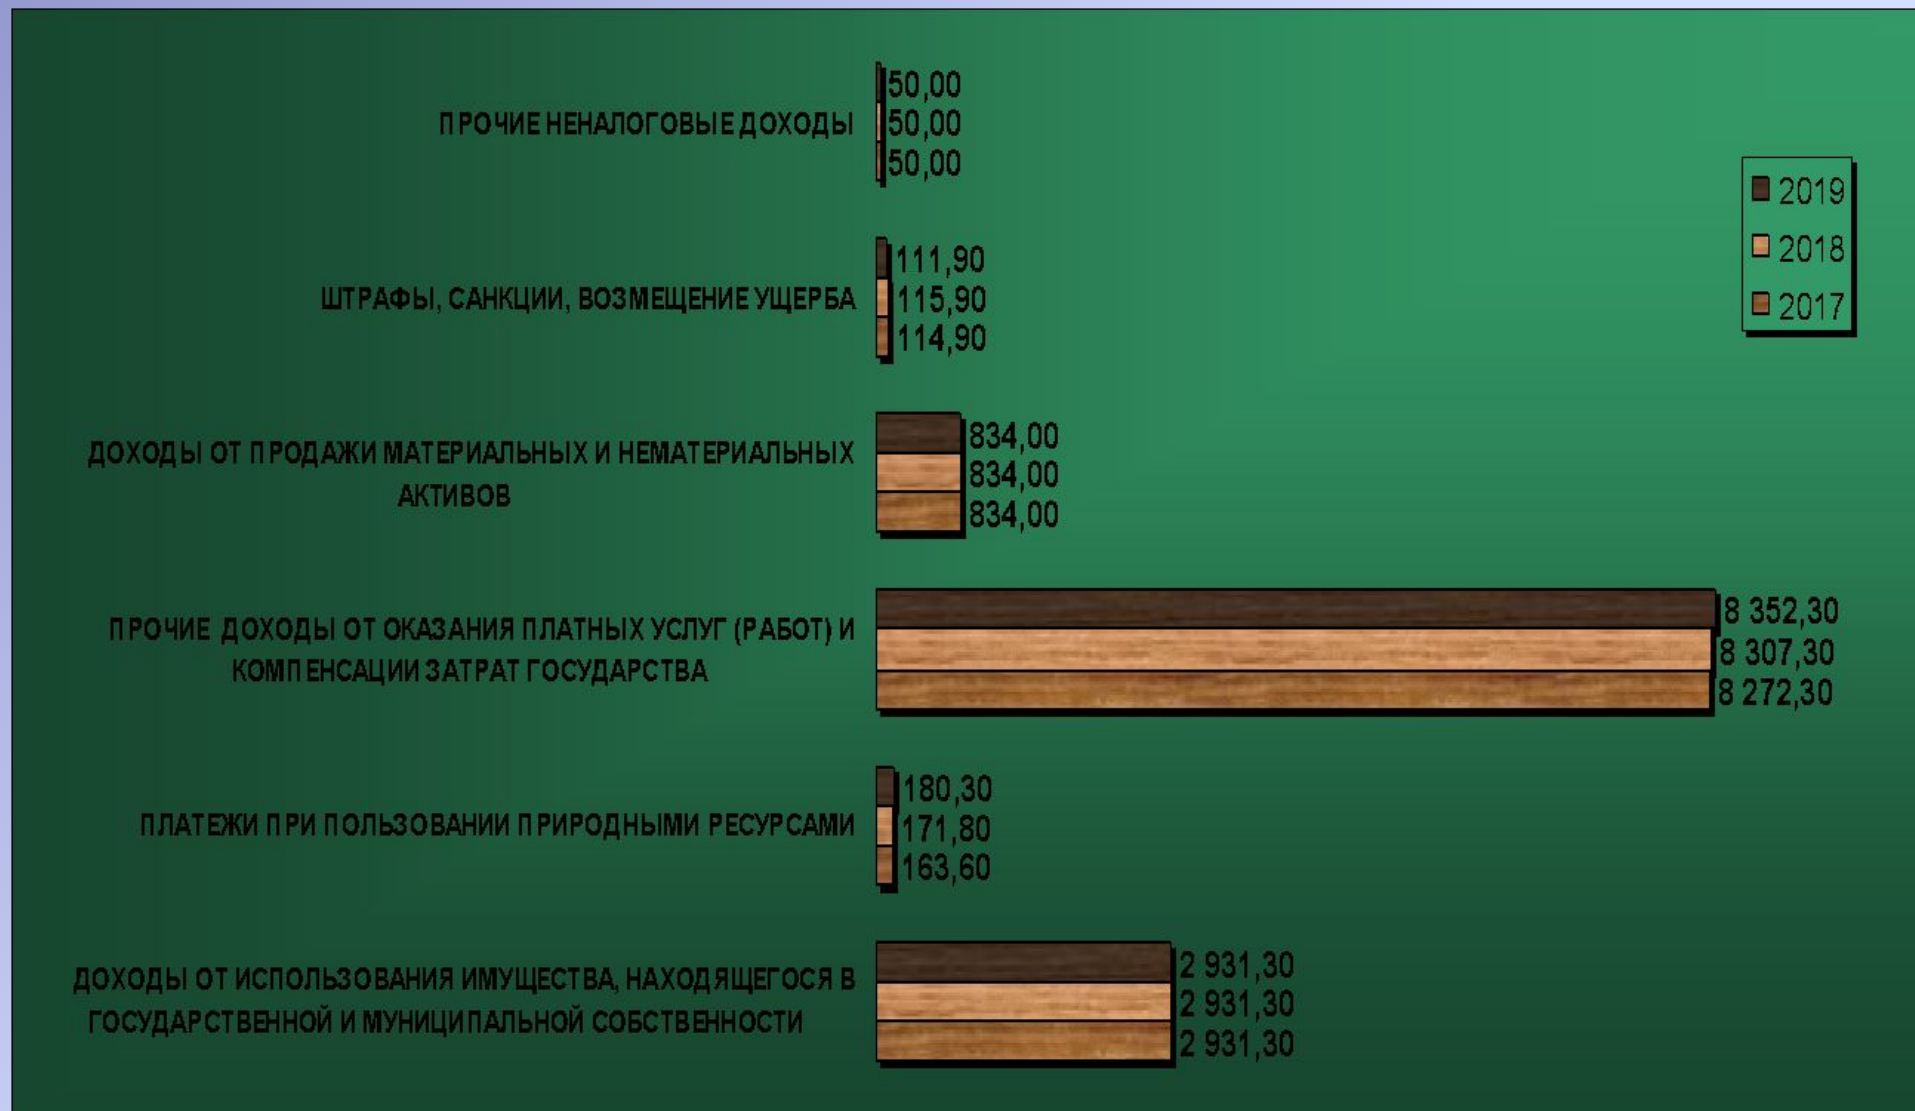 ПРОЧИЕ НЕНАЛОГОВЫЕ ДОХОДЫ
50,00
50,00
50,00
ШТРАФЫ, САНКЦИИ, ВОЗМЕЩЕНИЕ УЩЕРБА
111,90
115,90
114,90
ДОХОДЫ ОТ ПРОДАЖИ МАТЕРИАЛЬНЫХ И НЕМАТЕРИАЛЬНЫХ
АКТИВОВ
834,00
834,00
834,00
ПРОЧИЕ ДОХОДЫ ОТ ОКАЗАНИЯ ПЛАТНЫХ УСЛУГ (РАБОТ) И
КОМПЕНСАЦИИ ЗАТРАТ ГОСУДАРСТВА
8 352,30
8 307,30
8 272,30
ПЛАТЕЖИ ПРИ ПОЛЬЗОВАНИИ ПРИРОДНЫМИ РЕСУРСАМИ
180,30
171,80
163,60
ДОХОДЫ ОТ ИСПОЛЬЗОВАНИЯ ИМУЩЕСТВА, НАХОДЯЩЕГОСЯ В
ГОСУДАРСТВЕННОЙ И МУНИЦИПАЛЬНОЙ СОБСТВЕННОСТИ
2 931,30
2 931,30
2 931,30
2019
2018
2017